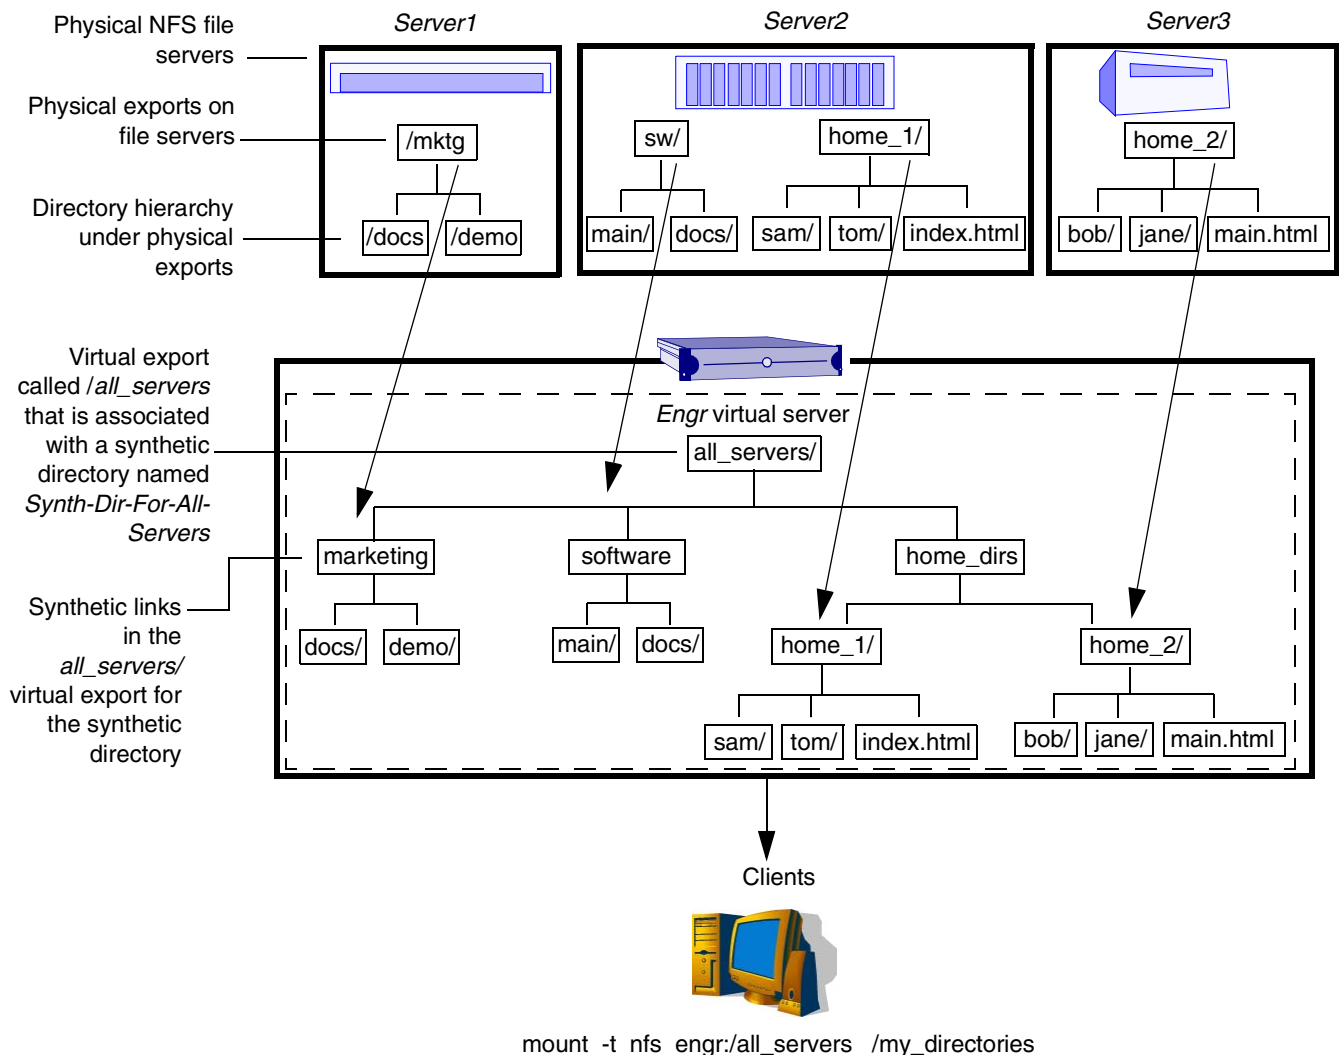 Physical NFS file
servers
Server1
Server2
Server3
Physical exports on
file servers
/mktg
sw/
home_1/
home_2/
Directory hierarchy
under physical
exports
/docs
/demo
main/
docs/
sam/
tom/
index.html
bob/
jane/
main.html
Virtual export
called /all_servers
that is associated
with a synthetic
directory named
Synth-Dir-For-All-
Servers
Engr virtual server
all_servers/
marketing
software
home_dirs
Synthetic links
in the
all_servers/
virtual export for
the synthetic
directory
docs/
demo/
main/
docs/
home_1/
home_2/
sam/
tom/
index.html
bob/
jane/
main.html
Clients
mount -t nfs engr:/all_servers /my_directories